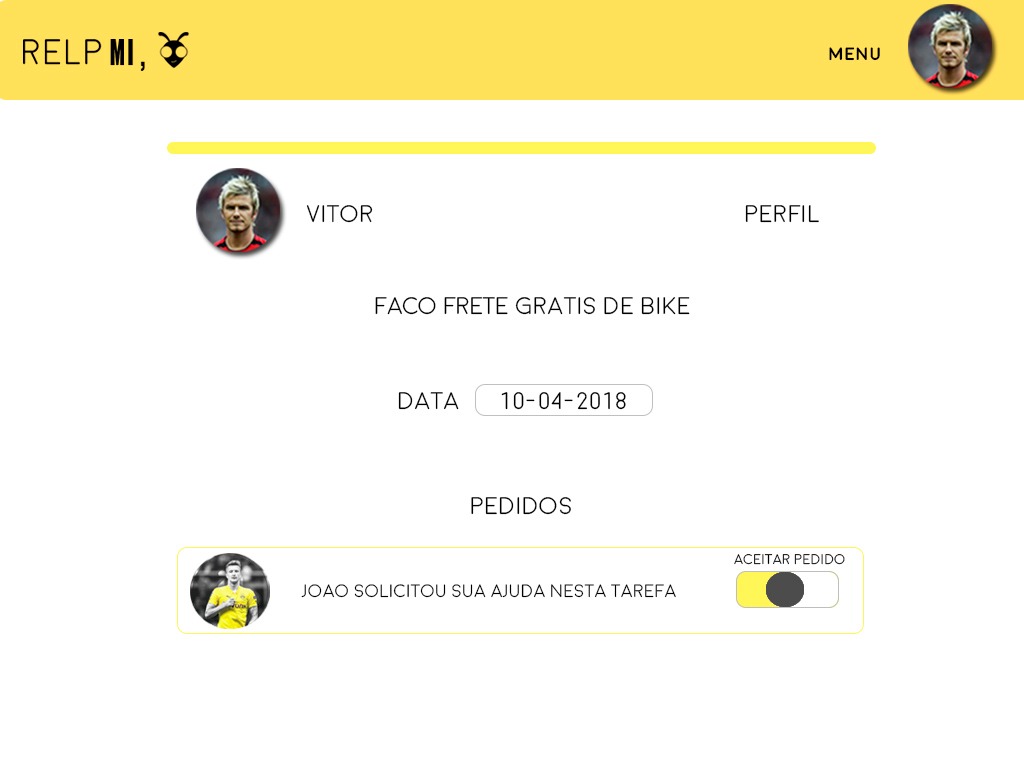 RELP MI,
MENU
VITOR
PERFIL
FACO FRETE GRATIS DE BIKE
DATA 10-04-2018
PEDIDOS
ACEITAR PEDIDO
JOAO SOLICITOU SUA AJUDA NESTA TAREFA